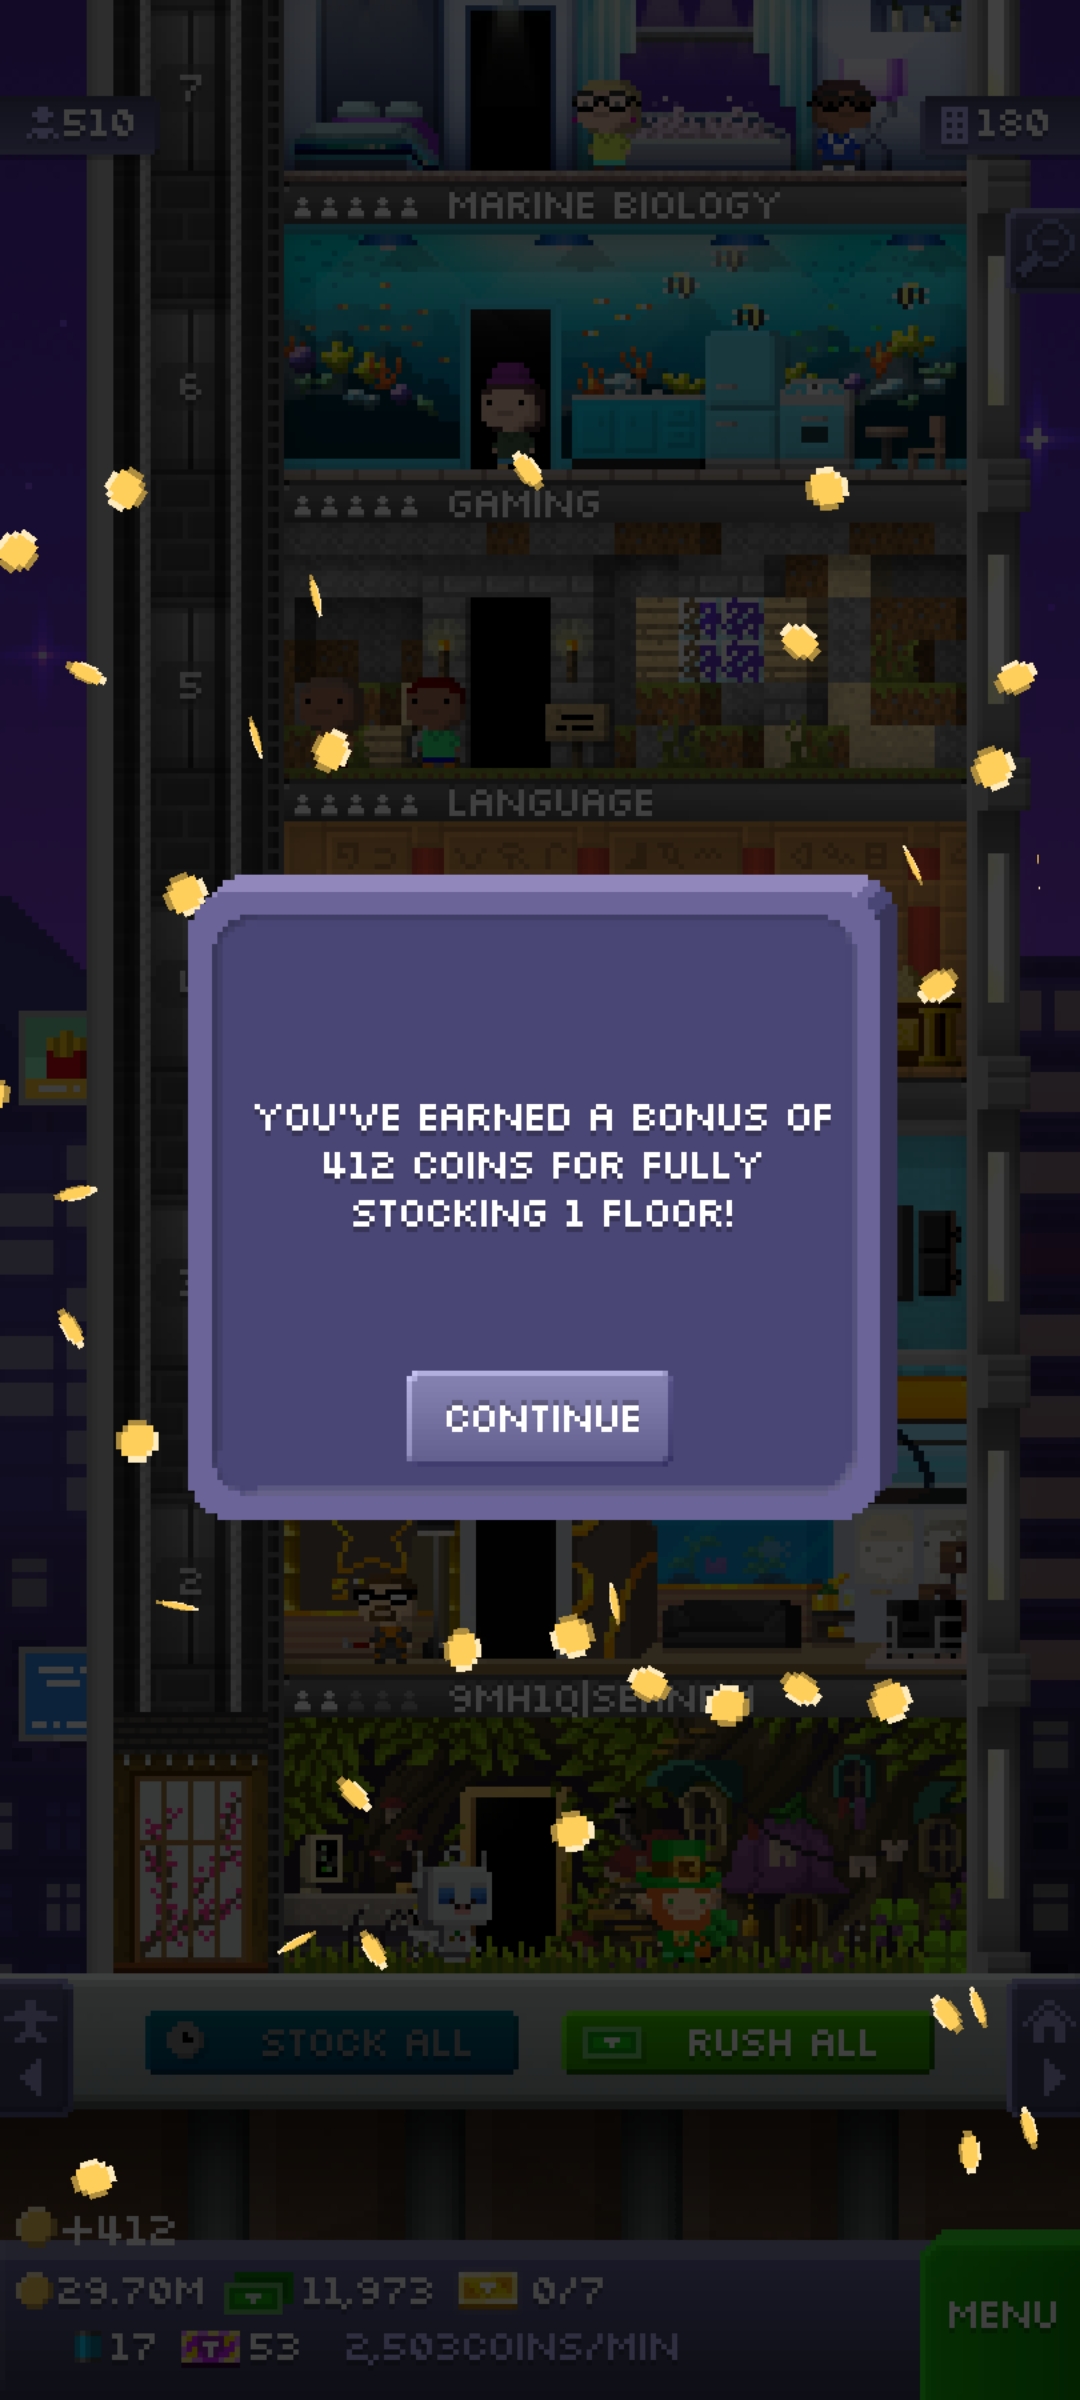 7
510
180
MARINE BIOLOGY
6
GAMING
5
LANGUAGE
YOU'VE EARNED A BONUS OF
412 COINS FOR FULLY
STOCKING 1 FLOOR!
CONTINUE
2
STOCK ALL
RUSH ALL
+412
29.70M
11,973
0/7
MENU
17
53
2,503COINS/MIN